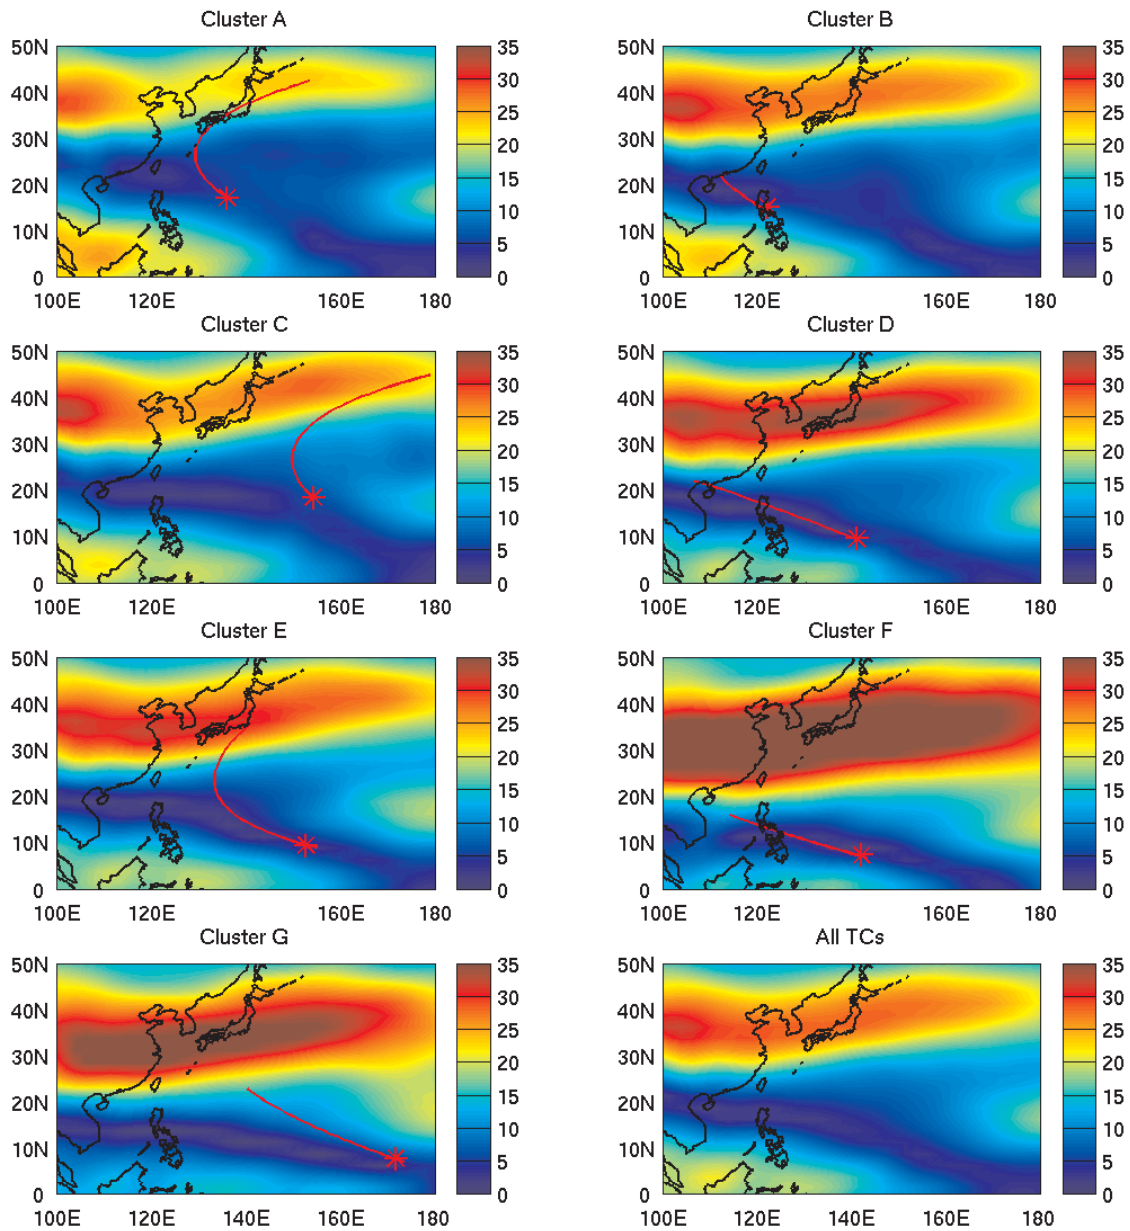 Cluster A
50N
40N
30N
20N
10N
0
100E 120E 160E 180
35
30
25
20
15
10
5
0
Cluster B
50N
40N
30N
20N
10N
0
100E 120E 160E 180
35
30
25
20
15
10
5
0
Cluster C
50N
40N
30N
20N
10N
0
100E 120E 160E 180
35
30
25
20
15
10
5
0
Cluster D
50N
40N
30N
20N
10N
0
100E 120E 160E 180
35
30
25
20
15
10
5
0
Cluster E
50N
40N
30N
20N
10N
0
100E 120E 160E 180
35
30
25
20
15
10
5
0
Cluster F
50N
40N
30N
20N
10N
0
100E 120E 160E 180
35
30
25
20
15
10
5
0
Cluster G
50N
40N
30N
20N
10N
0
100E 120E 140E 160E 180
35
30
25
20
15
10
5
0
All TCs
50N
40N
30N
20N
10N
0
100E 120E 160E 180
35
30
25
20
15
10
5
0